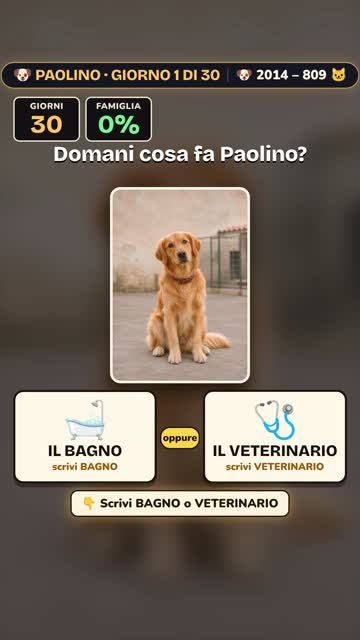 🐶 PAOLINO · GIORNO 1 DI 30 | 🐶 2014 – 809 🐱
GIORNI
30
FAMIGLIA
0%
Domani cosa fa Paolino?
IL BAGNO
scrivi BAGNO
oppure
IL VETERINARIO
scrivi VETERINARIO
👇 Scrivi BAGNO o VETERINARIO